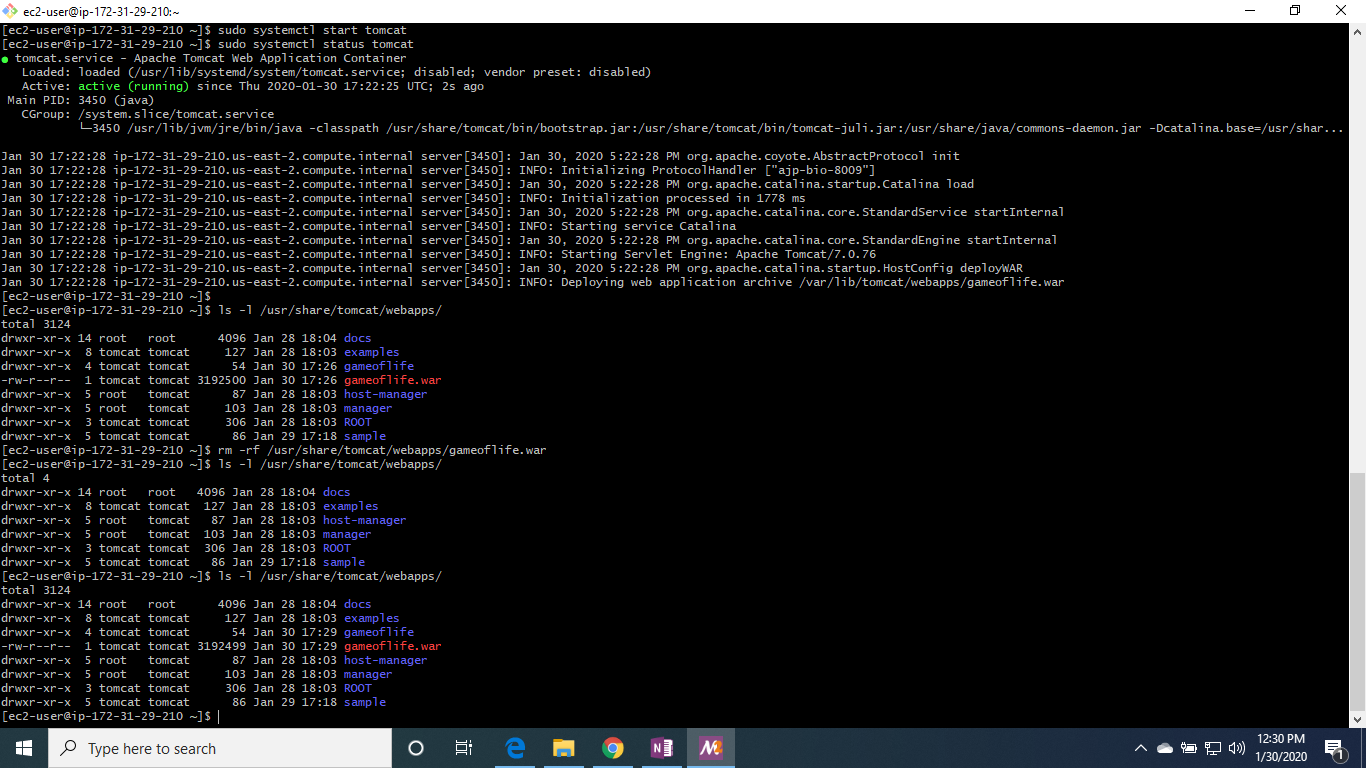 ec2-user@ip-172-31-29-210:~
[ec2-user@ip-172-31-29-210 ~]$ sudo systemctl start tomcat
[ec2-user@ip-172-31-29-210 ~]$ sudo systemctl status tomcat
● tomcat.service - Apache Tomcat Web Application Container
   Loaded: loaded (/usr/lib/systemd/system/tomcat.service; disabled; vendor preset: disabled)
   Active: active (running) since Thu 2020-01-30 17:22:25 UTC; 2s ago
 Main PID: 3450 (java)
   CGroup: /system.slice/tomcat.service
           └─3450 /usr/lib/jvm/jre/bin/java -classpath /usr/share/tomcat/bin/bootstrap.jar:/usr/share/tomcat/bin/tomcat-juli.jar:/usr/share/java/commons-daemon.jar -Dcatalina.base=/usr/shar...
Jan 30 17:22:28 ip-172-31-29-210.us-east-2.compute.internal server[3450]: Jan 30, 2020 5:22:28 PM org.apache.coyote.AbstractProtocol init
Jan 30 17:22:28 ip-172-31-29-210.us-east-2.compute.internal server[3450]: INFO: Initializing ProtocolHandler ["ajp-bio-8009"]
Jan 30 17:22:28 ip-172-31-29-210.us-east-2.compute.internal server[3450]: Jan 30, 2020 5:22:28 PM org.apache.catalina.startup.Catalina load
Jan 30 17:22:28 ip-172-31-29-210.us-east-2.compute.internal server[3450]: INFO: Initialization processed in 1778 ms
Jan 30 17:22:28 ip-172-31-29-210.us-east-2.compute.internal server[3450]: Jan 30, 2020 5:22:28 PM org.apache.catalina.core.StandardService startInternal
Jan 30 17:22:28 ip-172-31-29-210.us-east-2.compute.internal server[3450]: INFO: Starting service Catalina
Jan 30 17:22:28 ip-172-31-29-210.us-east-2.compute.internal server[3450]: Jan 30, 2020 5:22:28 PM org.apache.catalina.core.StandardEngine startInternal
Jan 30 17:22:28 ip-172-31-29-210.us-east-2.compute.internal server[3450]: INFO: Starting Servlet Engine: Apache Tomcat/7.0.76
Jan 30 17:22:28 ip-172-31-29-210.us-east-2.compute.internal server[3450]: Jan 30, 2020 5:22:28 PM org.apache.catalina.startup.HostConfig deployWAR
Jan 30 17:22:28 ip-172-31-29-210.us-east-2.compute.internal server[3450]: INFO: Deploying web application archive /var/lib/tomcat/webapps/gameoflife.war
[ec2-user@ip-172-31-29-210 ~]$
[ec2-user@ip-172-31-29-210 ~]$ ls -l /usr/share/tomcat/webapps/
total 3124
drwxr-xr-x 14 root   root      4096 Jan 28 18:04 docs
drwxr-xr-x  8 tomcat tomcat     127 Jan 28 18:03 examples
drwxr-xr-x  4 tomcat tomcat      54 Jan 30 17:26 gameoflife
-rw-r--r--  1 tomcat tomcat 3192500 Jan 30 17:26 gameoflife.war
drwxr-xr-x  5 root   tomcat      87 Jan 28 18:03 host-manager
drwxr-xr-x  5 root   tomcat     103 Jan 28 18:03 manager
drwxr-xr-x  3 tomcat tomcat     306 Jan 28 18:03 ROOT
drwxr-xr-x  5 tomcat tomcat      86 Jan 29 17:18 sample
[ec2-user@ip-172-31-29-210 ~]$ rm -rf /usr/share/tomcat/webapps/gameoflife.war
[ec2-user@ip-172-31-29-210 ~]$ ls -l /usr/share/tomcat/webapps/
total 4
drwxr-xr-x 14 root   root   4096 Jan 28 18:04 docs
drwxr-xr-x  8 tomcat tomcat  127 Jan 28 18:03 examples
drwxr-xr-x  5 root   tomcat   87 Jan 28 18:03 host-manager
drwxr-xr-x  5 root   tomcat  103 Jan 28 18:03 manager
drwxr-xr-x  3 tomcat tomcat  306 Jan 28 18:03 ROOT
drwxr-xr-x  5 tomcat tomcat   86 Jan 29 17:18 sample
[ec2-user@ip-172-31-29-210 ~]$ ls -l /usr/share/tomcat/webapps/
total 3124
drwxr-xr-x 14 root   root      4096 Jan 28 18:04 docs
drwxr-xr-x  8 tomcat tomcat     127 Jan 28 18:03 examples
drwxr-xr-x  4 tomcat tomcat      54 Jan 30 17:29 gameoflife
-rw-r--r--  1 tomcat tomcat 3192499 Jan 30 17:29 gameoflife.war
drwxr-xr-x  5 root   tomcat      87 Jan 28 18:03 host-manager
drwxr-xr-x  5 root   tomcat     103 Jan 28 18:03 manager
drwxr-xr-x  3 tomcat tomcat     306 Jan 28 18:03 ROOT
drwxr-xr-x  5 tomcat tomcat      86 Jan 29 17:18 sample
[ec2-user@ip-172-31-29-210 ~]$
Type here to search
12:30 PM
1/30/2020
1